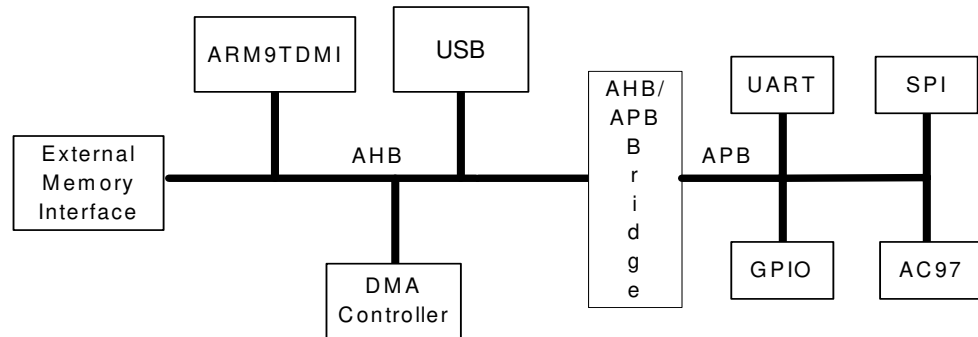 ARM9TDMI
USB
External
Memory
Interface
AHB
DMA
Controller
AHB/
APB
B
r
i
d
g
e
APB
UART
SPI
GPIO
AC97